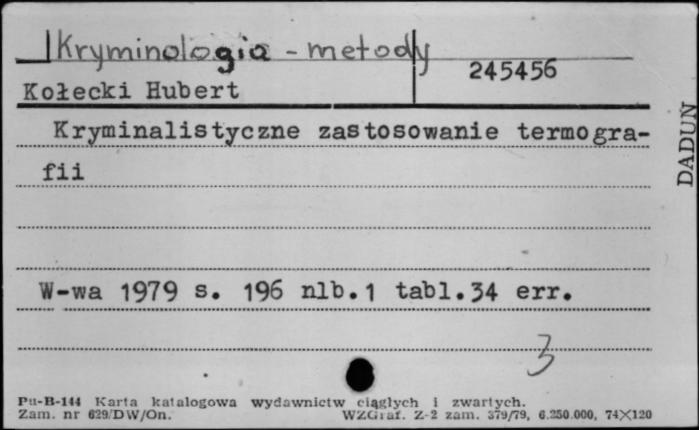 Kryminologia - metody
245456
Kołecki Hubert
Kryminalistyczne zastosowanie termogra-
fii
W-wa 1979 s. 196 nlb.1 tabl.34 err.
3
Pu-B-144 Karta katalogowa wydawnictw ciągłych i zwartych.
Zam. nr 629/DW/On. WZGraf. Z-2 zam. 379/79, 6.250.000, 74×120
DADUN